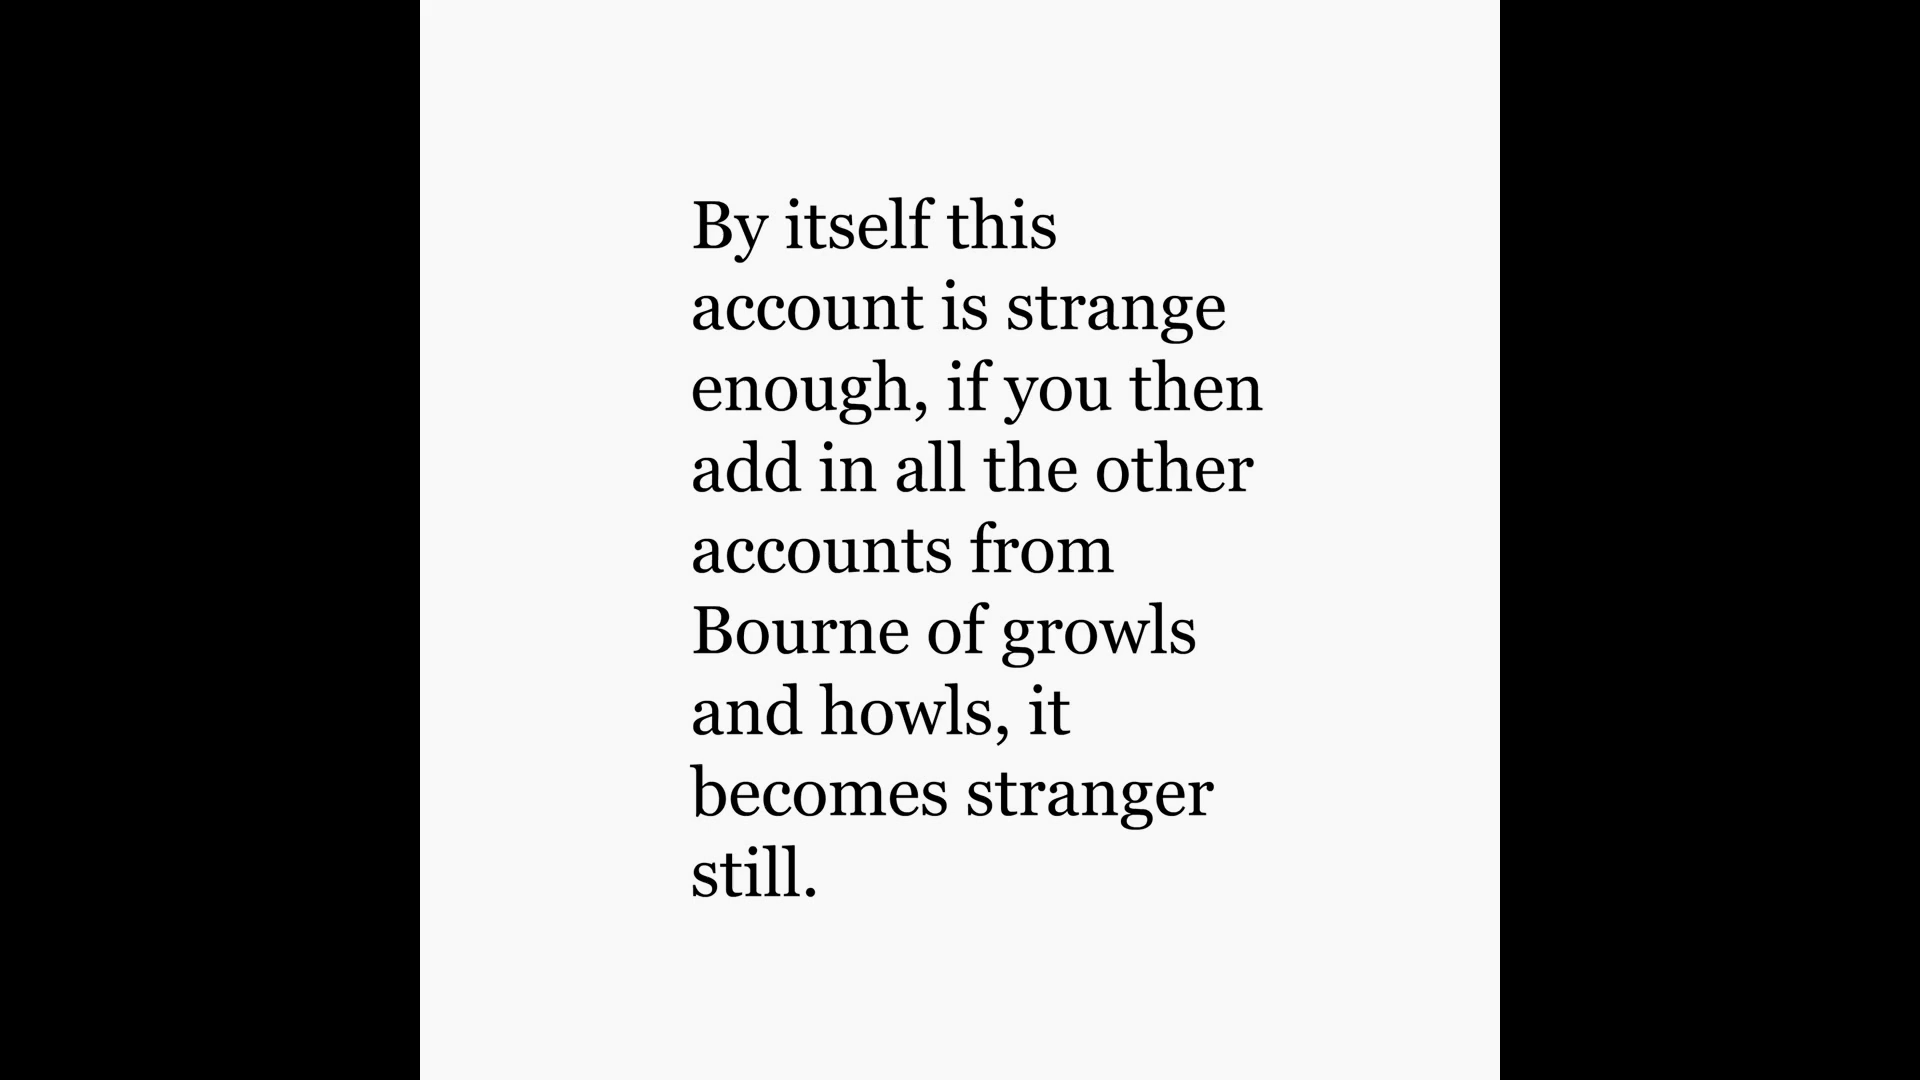 By itself this
account is strange
enough, if you then
add in all the other
accounts from
Bourne of growls
and howls, it
becomes stranger
still.